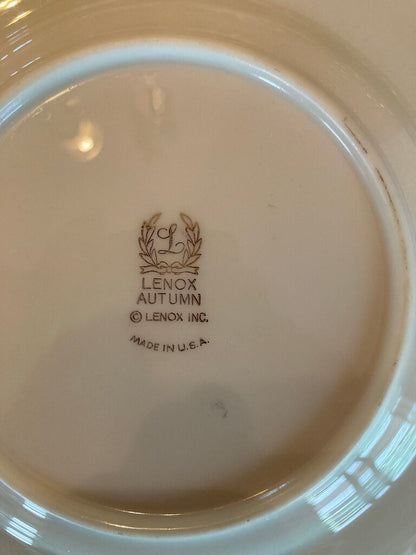 L
LENOX
AUTUMN
© LENOX INC.
MADE IN U.S.A.